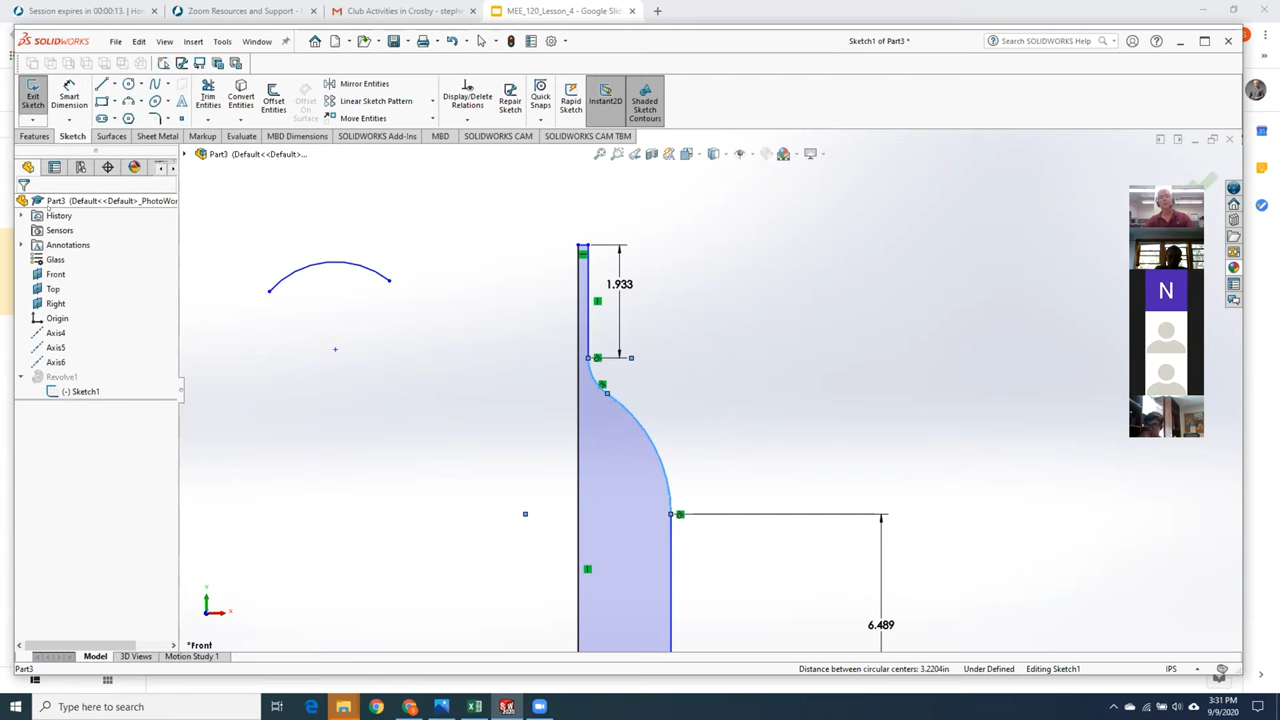 Session expires in 00:00:13. | Ho
Zoom Resources and Support -
Club Activities in Crosby - steph
MEE_120_Lesson_4 - Google Slid
SOLIDWORKS
File
Edit
View
Insert
Tools
Window
Sketch1 of Part3 *
Search SOLIDWORKS Help
Exit Sketch
Smart Dimension
Trim Entities
Convert Entities
Offset Entities
Offset On Surface
Mirror Entities
Linear Sketch Pattern
Move Entities
Display/Delete Relations
Repair Sketch
Quick Snaps
Rapid Sketch
Instant2D
Shaded Sketch Contours
Features
Sketch
Surfaces
Sheet Metal
Markup
Evaluate
MBD Dimensions
SOLIDWORKS Add-Ins
MBD
SOLIDWORKS CAM
SOLIDWORKS CAM TBM
Part3 (Default<<Default>...
Part3 (Default<<Default>_PhotoWor
History
Sensors
Annotations
Glass
Front
Top
Right
Origin
Axis4
Axis5
Axis6
Revolve1
(-) Sketch1
1.933
N
6.489
Y
X
*Front
Model
3D Views
Motion Study 1
Part3
Distance between circular centers: 3.2204in
Under Defined
Editing Sketch1
IPS
Type here to search
3:31 PM
9/9/2020